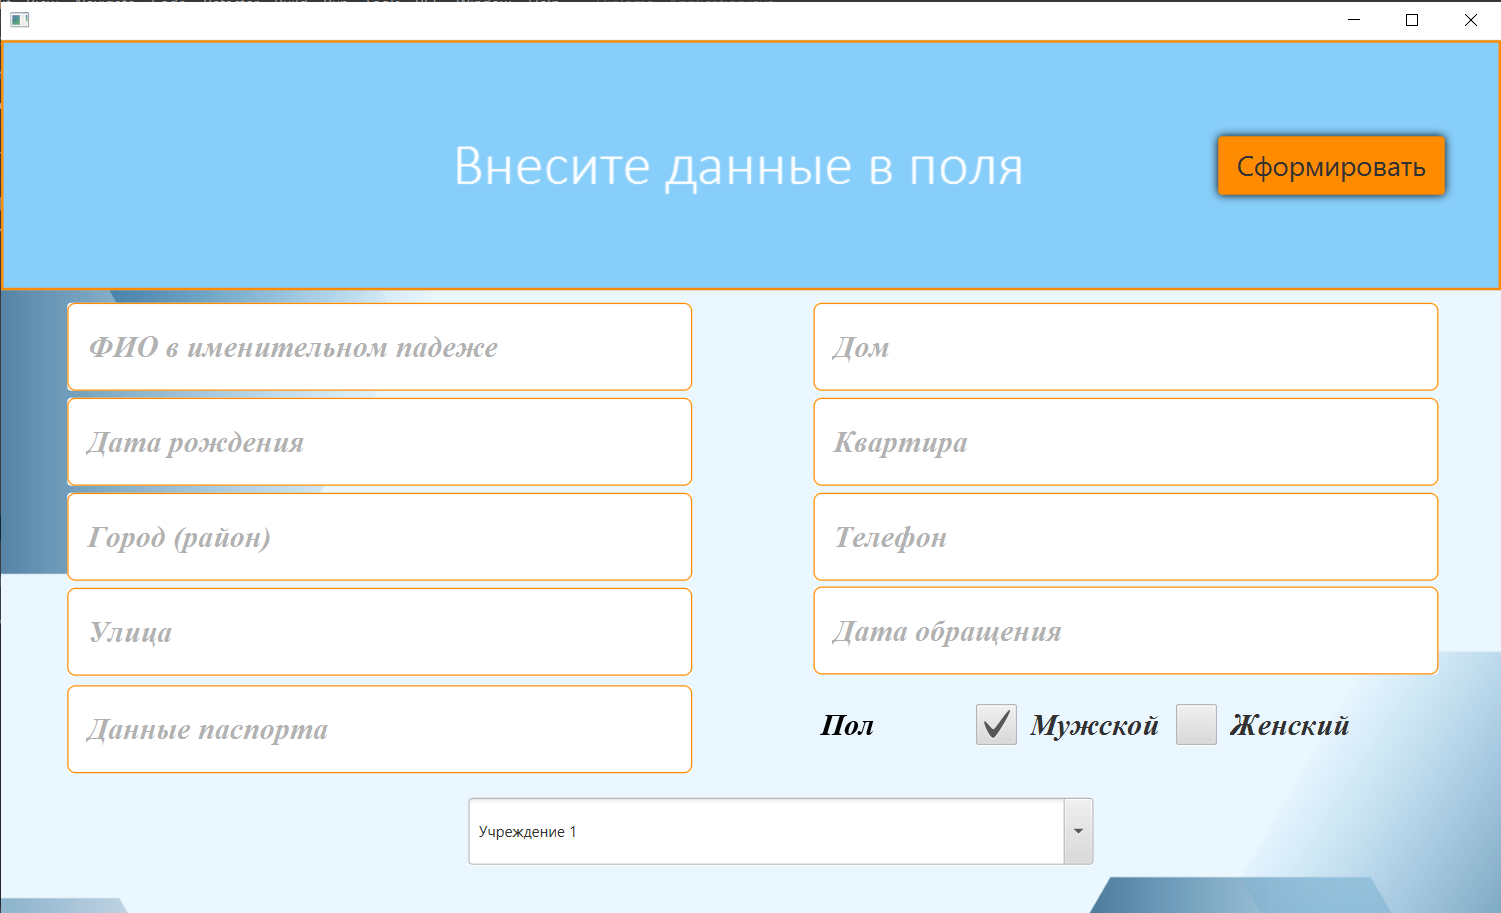 Внесите данные в поля
Сформировать
ФИО в именительном падеже
Дата рождения
Город (район)
Улица
Данные паспорта
Дом
Квартира
Телефон
Дата обращения
Пол
Мужской
Женский
Учреждение 1